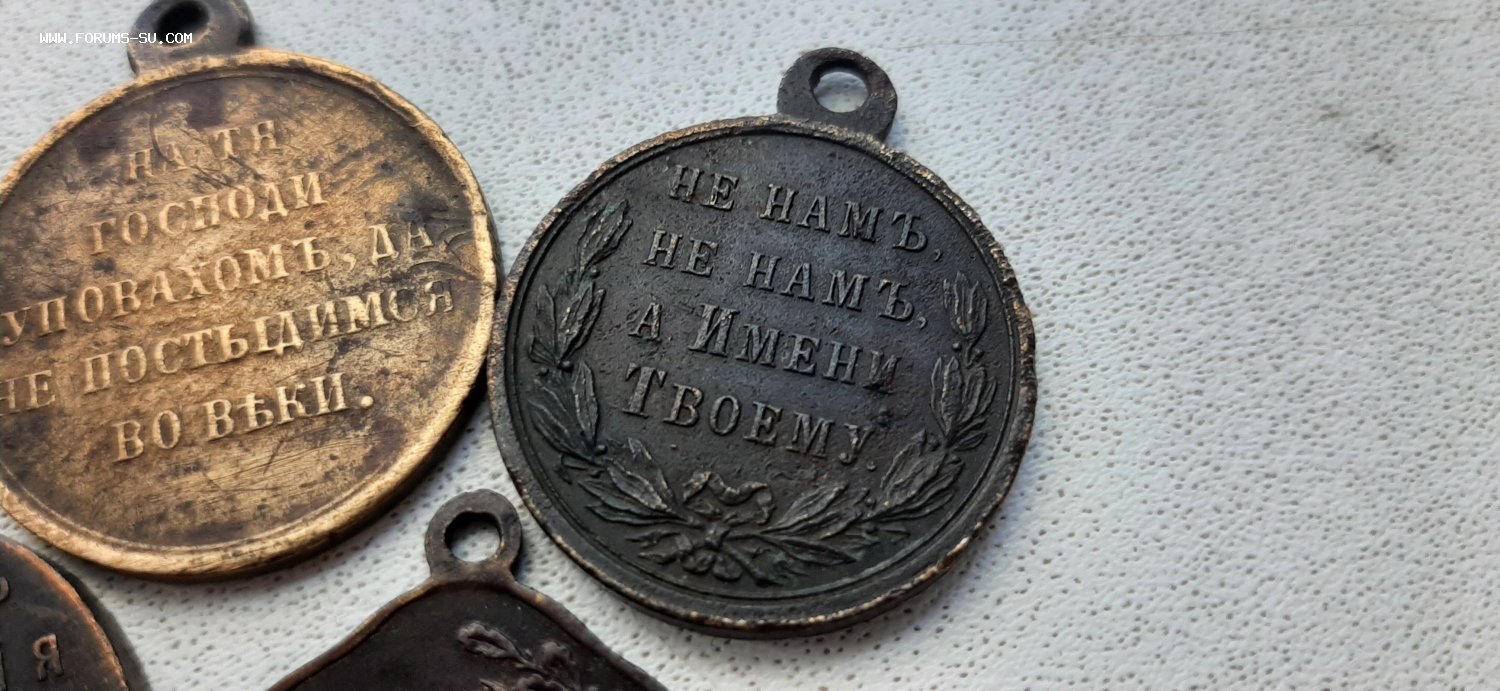 WWW.FORUMS-SU.COM
НА ТЯ
ГОСПОДИ
УПОВАХОМЪ, ДА
НЕ ПОСТЫДИМСЯ
ВО ВѢКИ.
НЕ НАМЪ,
НЕ НАМЪ,
А ИМЕНИ
ТВОЕМУ.
Я